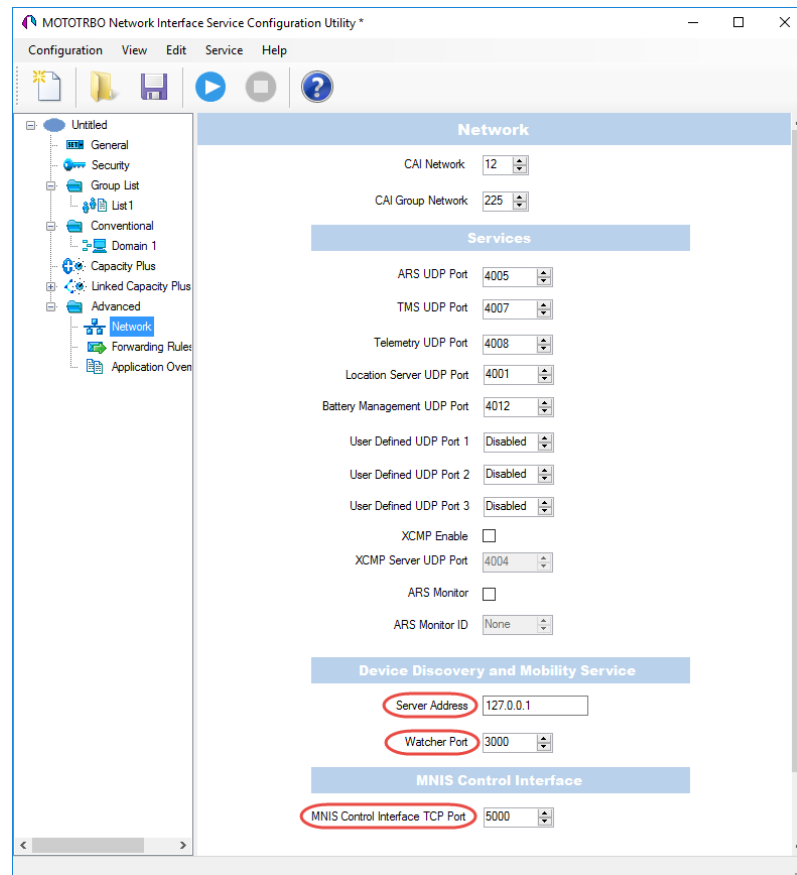 MOTOTRBO Network Interface Service Configuration Utility *
Configuration View Edit Service Help
Untitled
General
Security
Group List
List1
Conventional
Domain 1
Capacity Plus
Linked Capacity Plus
Advanced
Network
Forwarding Rules
Application Overr
Network
CAI Network 12
CAI Group Network 225
Services
ARS UDP Port 4005
TMS UDP Port 4007
Telemetry UDP Port 4008
Location Server UDP Port 4001
Battery Management UDP Port 4012
User Defined UDP Port 1 Disabled
User Defined UDP Port 2 Disabled
User Defined UDP Port 3 Disabled
XCMP Enable
XCMP Server UDP Port 4004
ARS Monitor
ARS Monitor ID None
Device Discovery and Mobility Service
Server Address 127.0.0.1
Watcher Port 3000
MNIS Control Interface
MNIS Control Interface TCP Port 5000